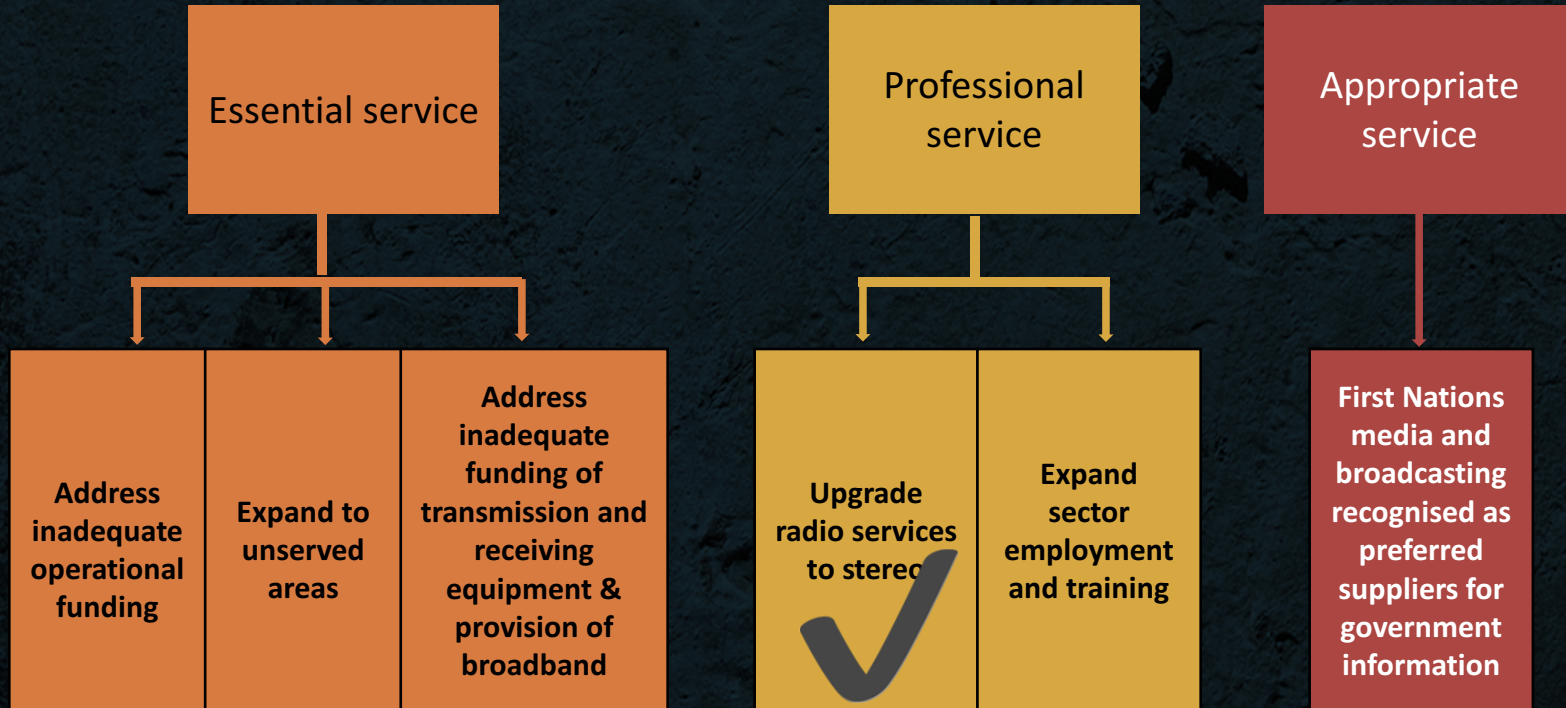 Essential service
Professional
service
Appropriate
service
Address
inadequate
operational
funding
Expand to
unserved
areas
Address
inadequate
funding of
transmission and
receiving
equipment &
provision of
broadband
Upgrade
radio services
to stereo
Expand
sector
employment
and training
First Nations
media and
broadcasting
recognised as
preferred
suppliers for
government
information